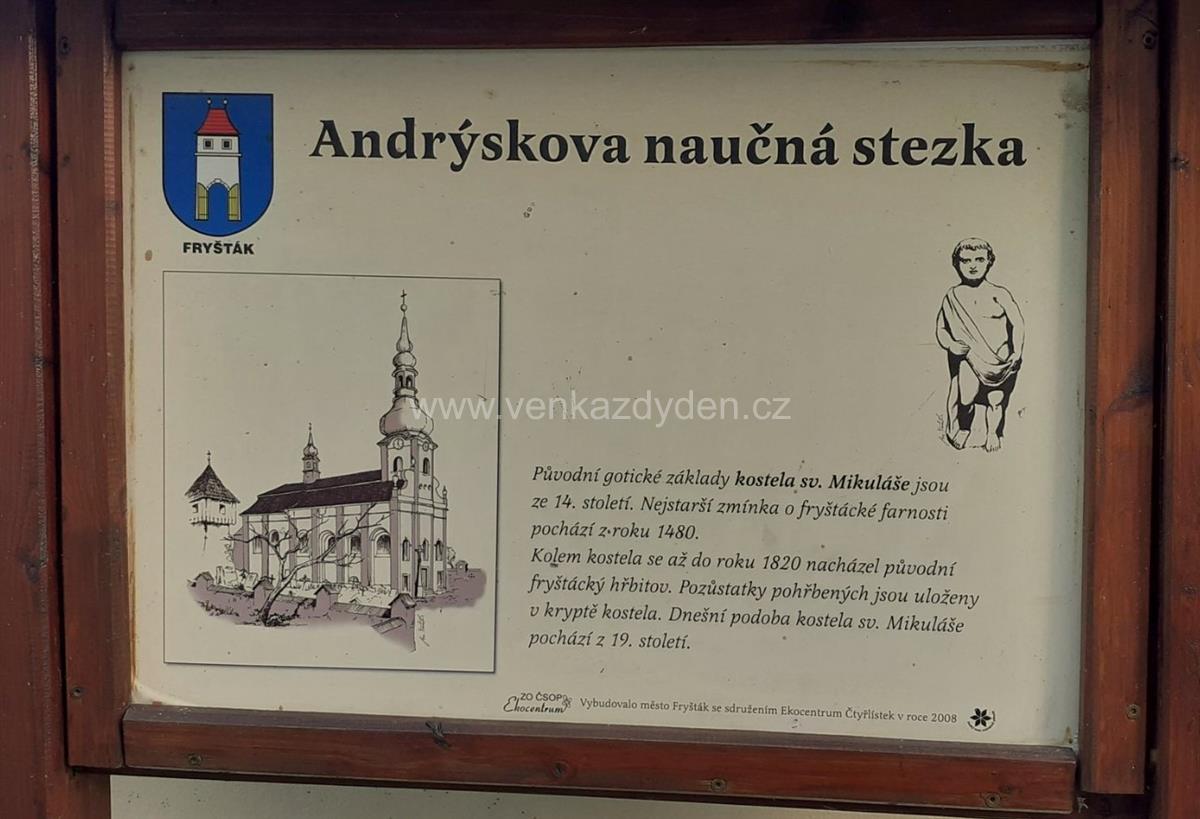 Andrýskova naučná stezka
FRYŠTÁK
www.venkazdyden.cz
Původní gotické základy kostela sv. Mikuláše jsou
ze 14. století. Nejstarší zmínka o fryštácké farnosti
pochází z roku 1480.
Kolem kostela se až do roku 1820 nacházel původní
fryštácký hřbitov. Pozůstatky pohřbených jsou uloženy
v kryptě kostela. Dnešní podoba kostela sv. Mikuláše
pochází z 19. století.
ZO ČSOP
Ekocentrum
Vybudovalo město Fryšták se sdružením Ekocentrum Čtyřlístek v roce 2008